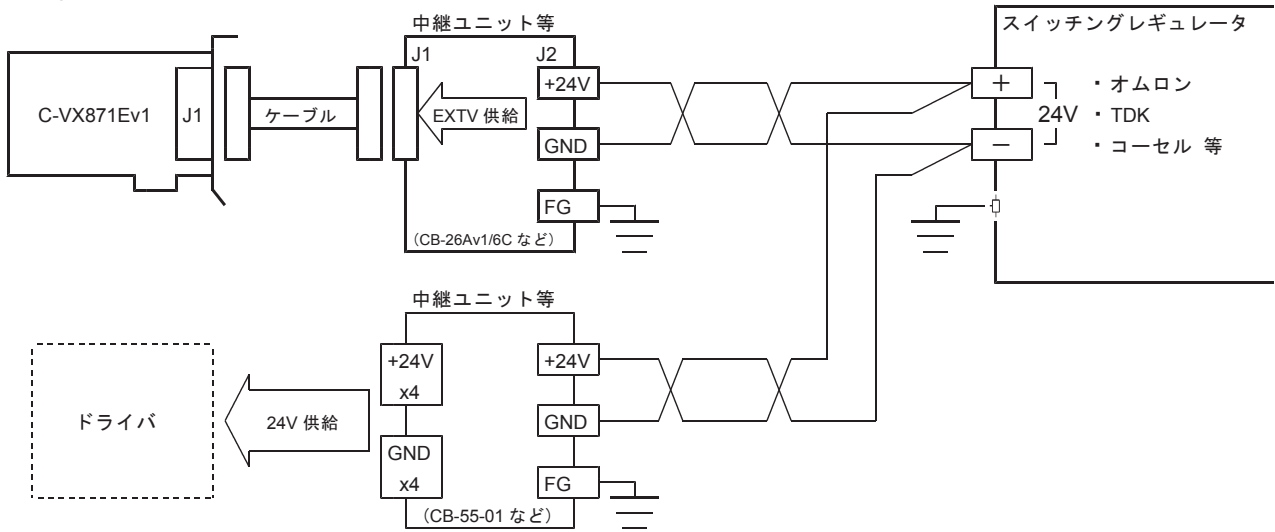 中継ユニット等
J1
J2
+24V
EXTV 供給
GND
FG
(CB-26Av1/6C など)
C-VX871Ev1
J1
ケーブル
スイッチングレギュレータ
+
−
24V
・オムロン
・TDK
・コーセル 等
中継ユニット等
+24V
x4
GND
x4
+24V
GND
FG
(CB-55-01 など)
24V 供給
ドライバ